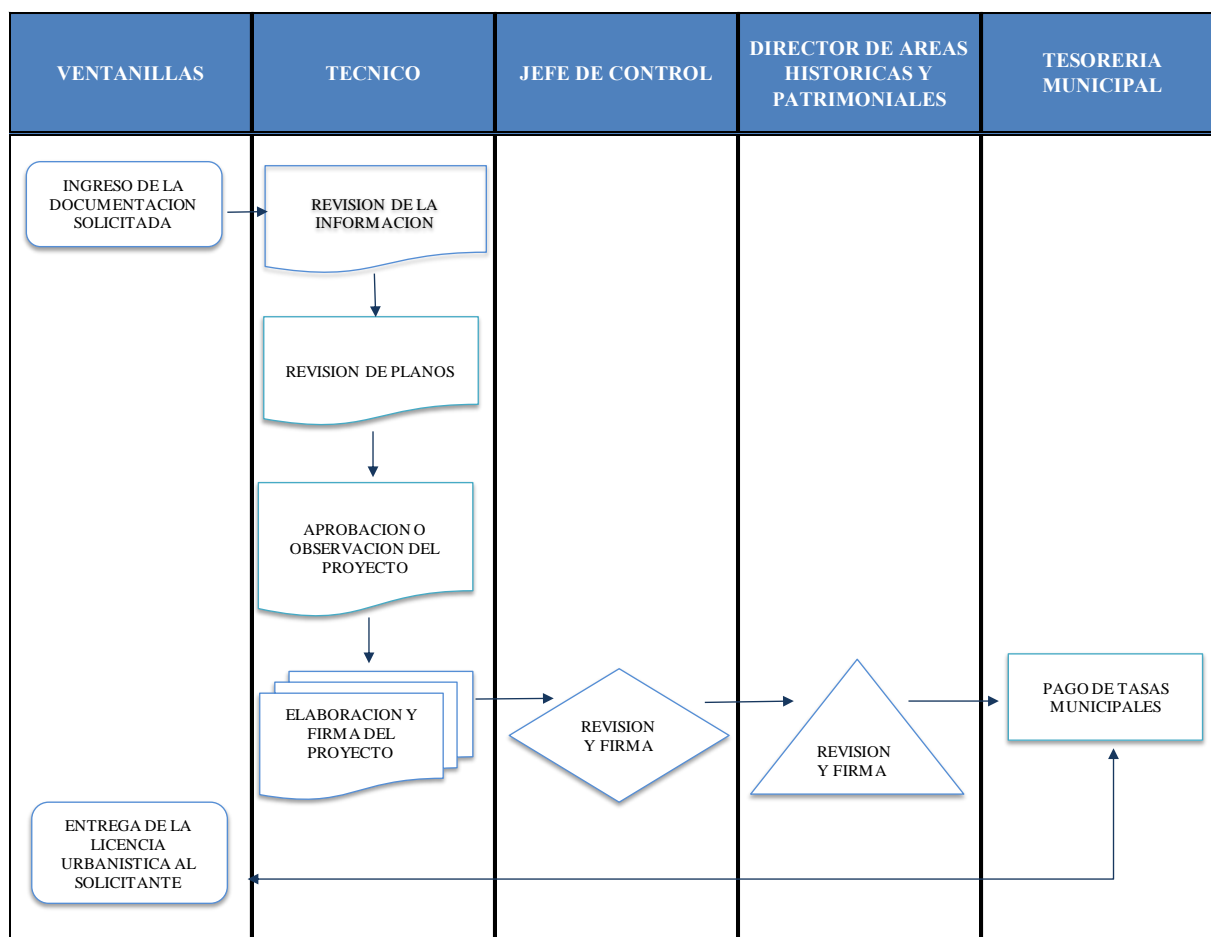 VENTANILLAS
TECNICO
JEFE DE CONTROL
DIRECTOR DE AREAS
HISTORICAS Y
PATRIMONIALES
TESORERIA
MUNICIPAL
INGRESO DE LA
DOCUMENTACION
SOLICITADA
REVISION DE LA
INFORMACION
REVISION DE PLANOS
APROBACION O
OBSERVACION DEL
PROYECTO
ELABORACION Y
FIRMA DEL
PROYECTO
REVISION
Y FIRMA
REVISION
Y FIRMA
PAGO DE TASAS
MUNICIPALES
ENTREGA DE LA
LICENCIA
URBANISTICA AL
SOLICITANTE